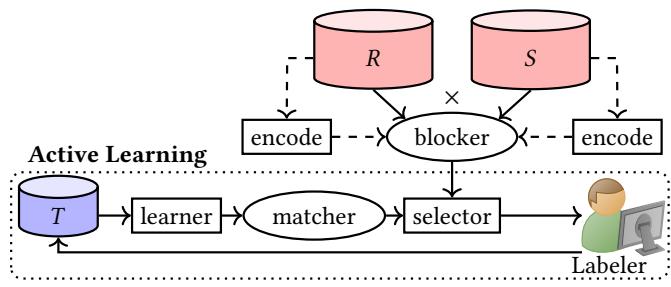 R
S
×
encode
blocker
encode
Active Learning
T
learner
matcher
selector
Labeler